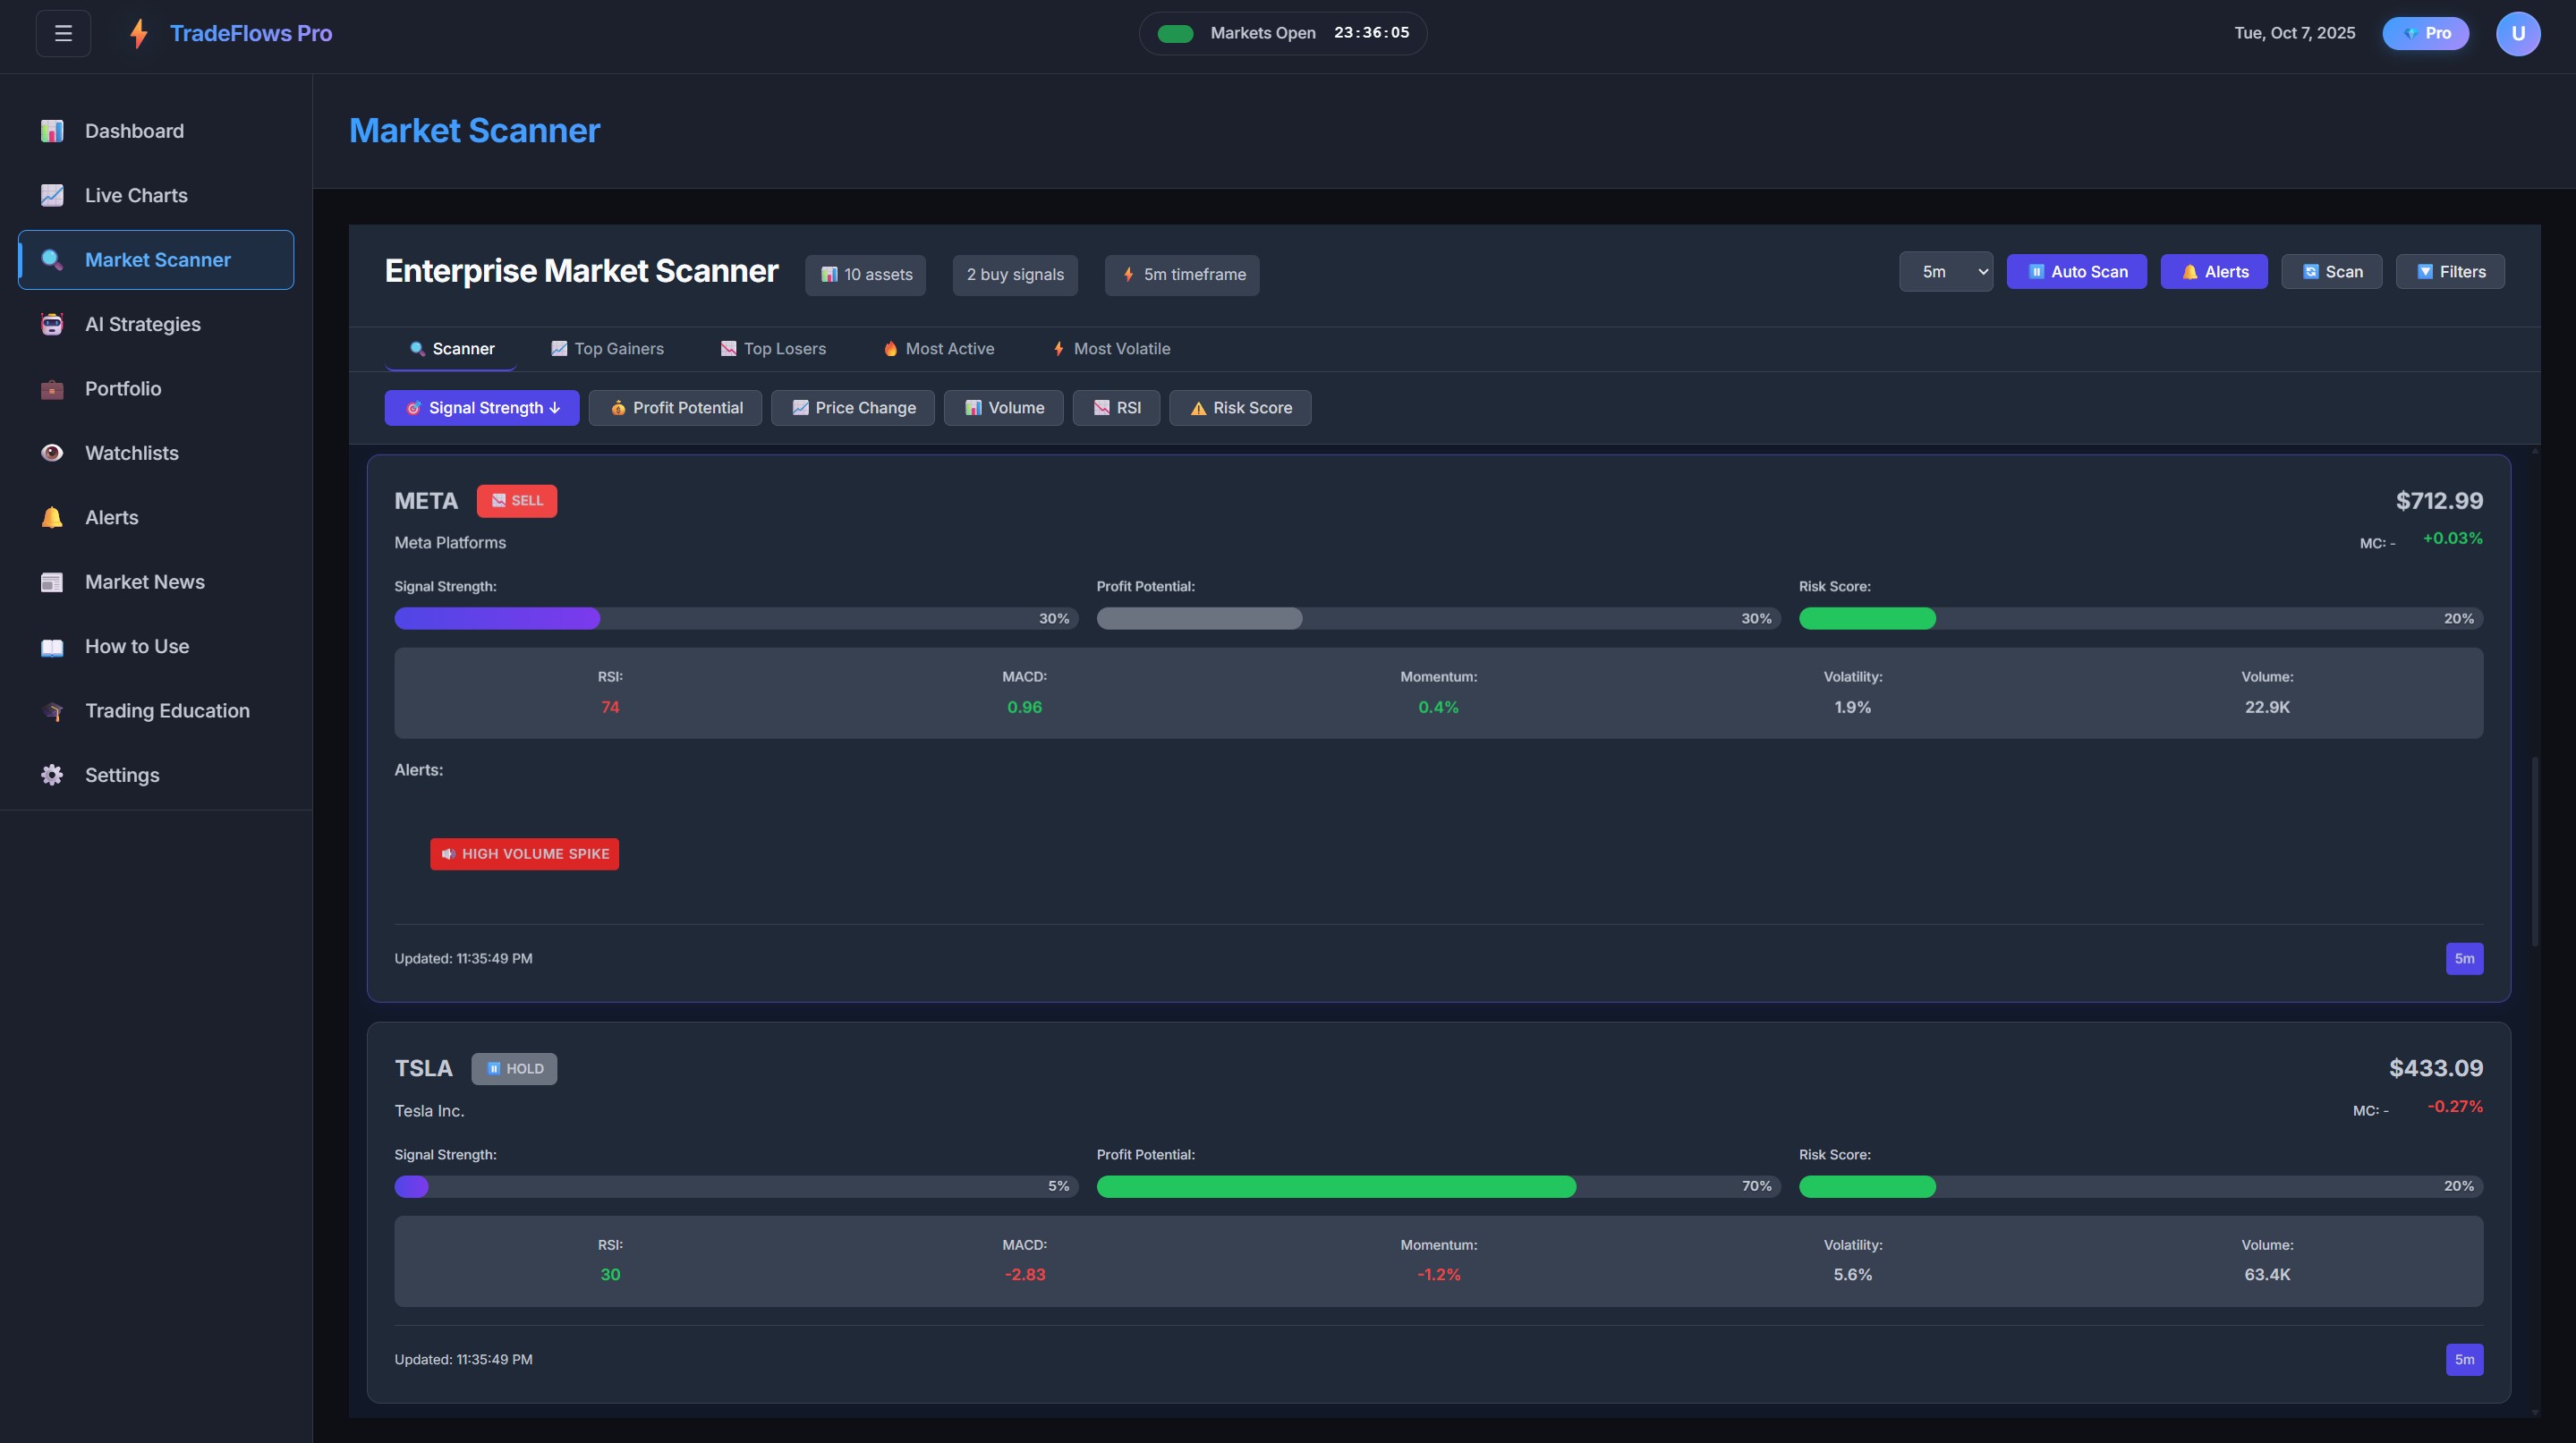 TradeFlows Pro
Markets Open 23:36:05
Tue, Oct 7, 2025
Pro
U
Dashboard
Live Charts
Market Scanner
AI Strategies
Portfolio
Watchlists
Alerts
Market News
How to Use
Trading Education
Settings
Market Scanner
Enterprise Market Scanner
10 assets
2 buy signals
5m timeframe
5m
Auto Scan
Alerts
Scan
Filters
Scanner
Top Gainers
Top Losers
Most Active
Most Volatile
Signal Strength ↓
Profit Potential
Price Change
Volume
RSI
Risk Score
META SELL
$712.99
Meta Platforms
MC: - +0.03%
Signal Strength: Profit Potential: Risk Score:
30% 30% 20%
RSI: MACD: Momentum: Volatility: Volume:
74 0.96 0.4% 1.9% 22.9K
Alerts:
HIGH VOLUME SPIKE
Updated: 11:35:49 PM
5m
TSLA HOLD
$433.09
Tesla Inc.
MC: - -0.27%
Signal Strength: Profit Potential: Risk Score:
5% 70% 20%
RSI: MACD: Momentum: Volatility: Volume:
30 -2.83 -1.2% 5.6% 63.4K
Updated: 11:35:49 PM
5m